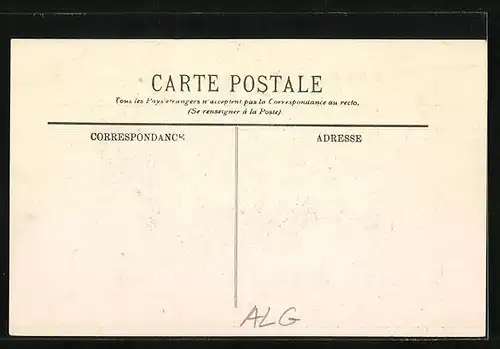 CARTE POSTALE
Tous les Pays étrangers n'acceptent pas la Correspondance au recto,
(Se renseigner à la Poste).
CORRESPONDANCE
ADRESSE
ALG